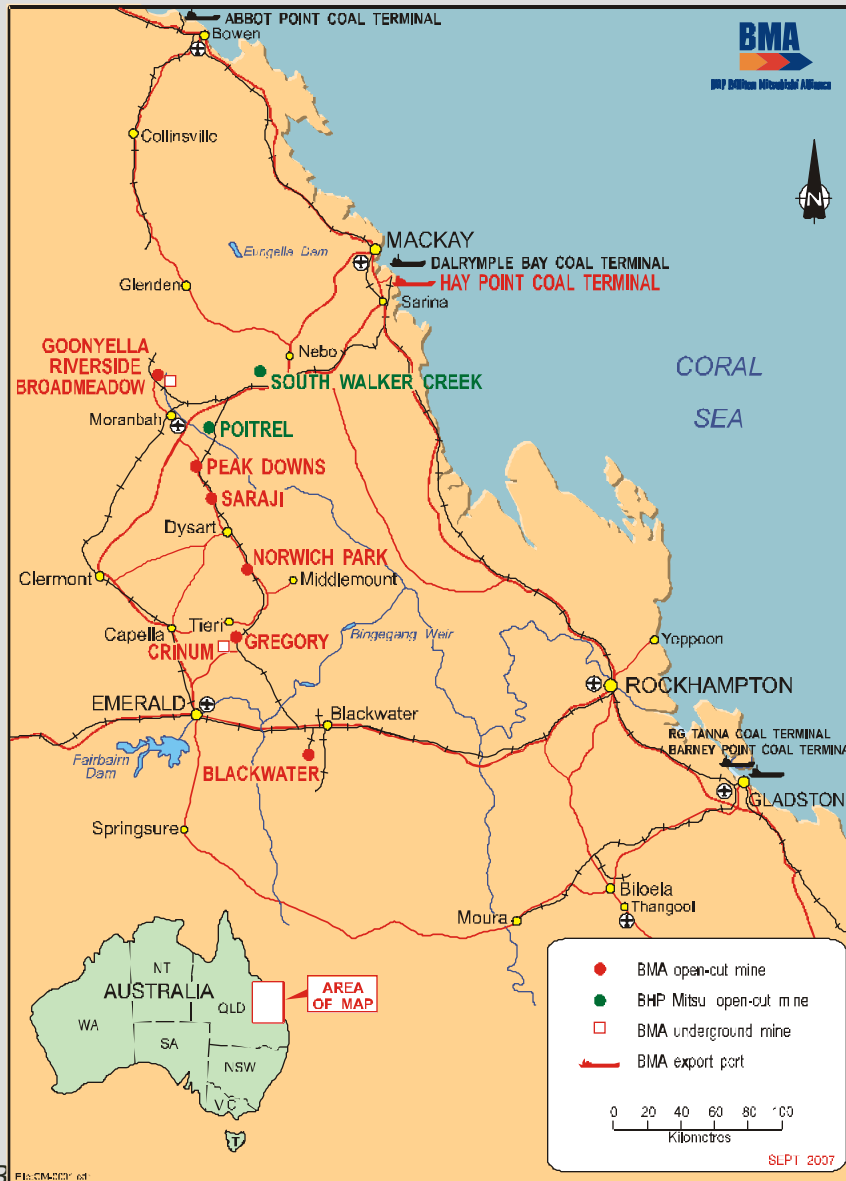 ABBOT POINT COAL TERMINAL
Bowen
BMA
BHP Billiton Mitsubishi Alliance
Collinsville
N
MACKAY
Eungella Dam
DALRYMPLE BAY COAL TERMINAL
HAY POINT COAL TERMINAL
Glenden
Sarina
GOONYELLA
RIVERSIDE
BROADMEADOW
Nebo
SOUTH WALKER CREEK
CORAL
SEA
Moranbah
POITREL
PEAK DOWNS
SARAJI
Dysart
NORWICH PARK
Clermont
Middlemount
Tieri
Capella
GREGORY
Bingegang Weir
CRINUM
Yeppoon
EMERALD
ROCKHAMPTON
Blackwater
RG TANNA COAL TERMINAL
BARNEY POINT COAL TERMINA
Fairbairn
Dam
BLACKWATER
GLADSTON
Springsure
Biloela
Thangool
Moura
NT
AUSTRALIA
QLD
WA
SA
NSW
VIC
T
AREA
OF MAP
BMA open-cut mine
BHP Mitsui open-cut mine
BMA underground mine
BMA export port
0 20 40 60 80 100
Kilometres
SEPT 2007